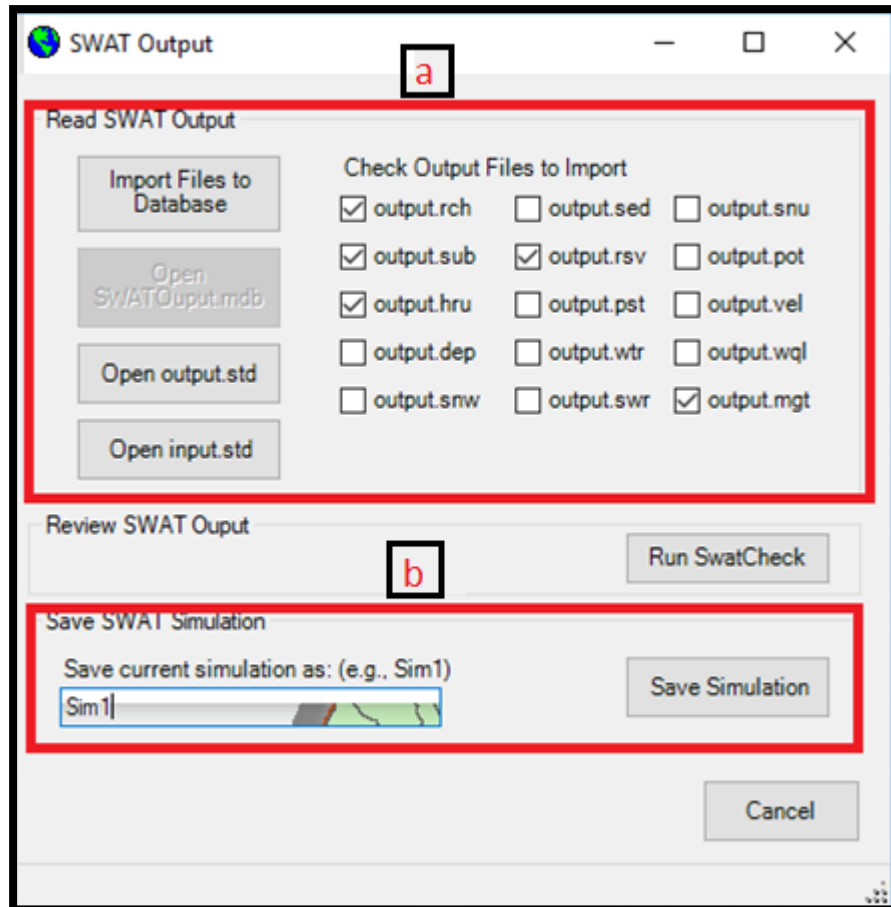 SWAT Output
a
Read SWAT Output
Import Files to
Database
Open
SWATOuput.mdb
Open output.std
Open input.std
Check Output Files to Import
output.rch output.sed output.snu
output.sub output.rsv output.pot
output.hru output.pst output.vel
output.dep output.wtr output.wql
output.snw output.swr output.mgt
Review SWAT Ouput
Run SwatCheck
b
Save SWAT Simulation
Save current simulation as: (e.g., Sim1)
Sim1
Save Simulation
Cancel